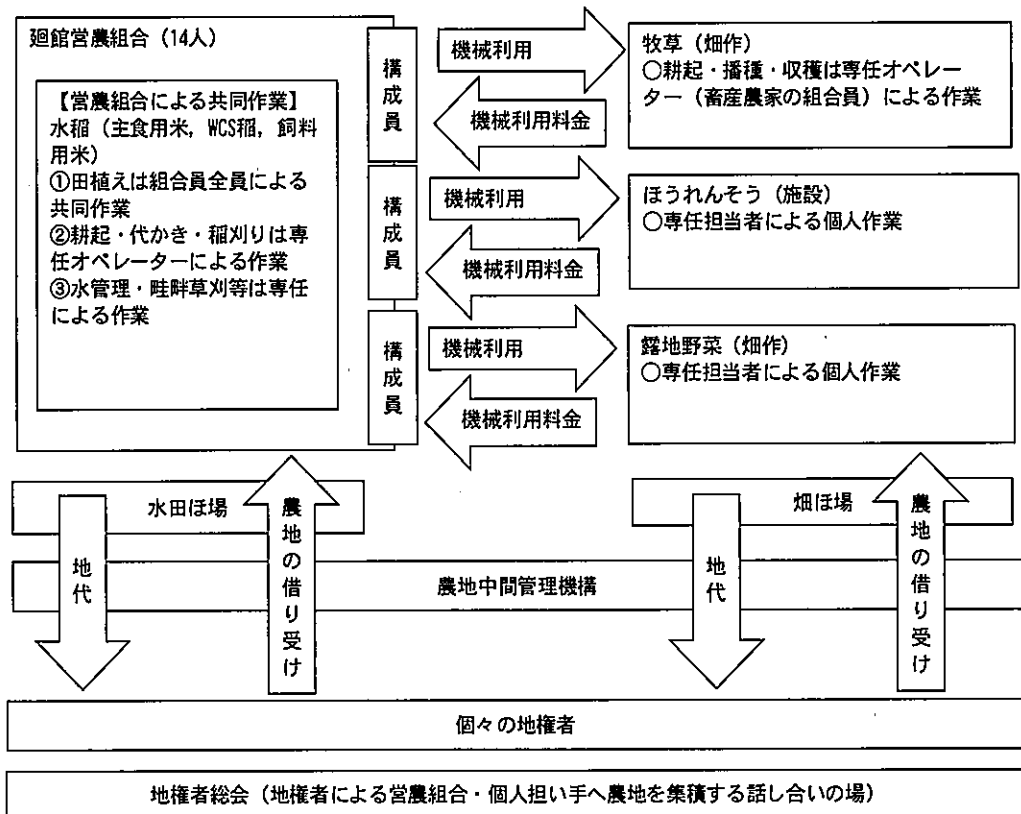 廻館営農組合（14人）
【営農組合による共同作業】
水稲（主食用米，WCS稲，飼料
用米）
①田植えは組合員全員による
共同作業
②耕起・代かき・稲刈りは専
任オペレーターによる作業
③水管理・畦畔草刈等は専任
による作業
構成員
機械利用
機械利用料金
牧草（畑作）
○耕起・播種・収穫は専任オペレー
ター（畜産農家の組合員）による作業
構成員
機械利用
機械利用料金
ほうれんそう（施設）
○専任担当者による個人作業
構成員
機械利用
機械利用料金
露地野菜（畑作）
○専任担当者による個人作業
水田ほ場
地代
農地の借り受け
畑ほ場
地代
農地の借り受け
農地中間管理機構
個々の地権者
地権者総会（地権者による営農組合・個人担い手へ農地を集積する話し合いの場）